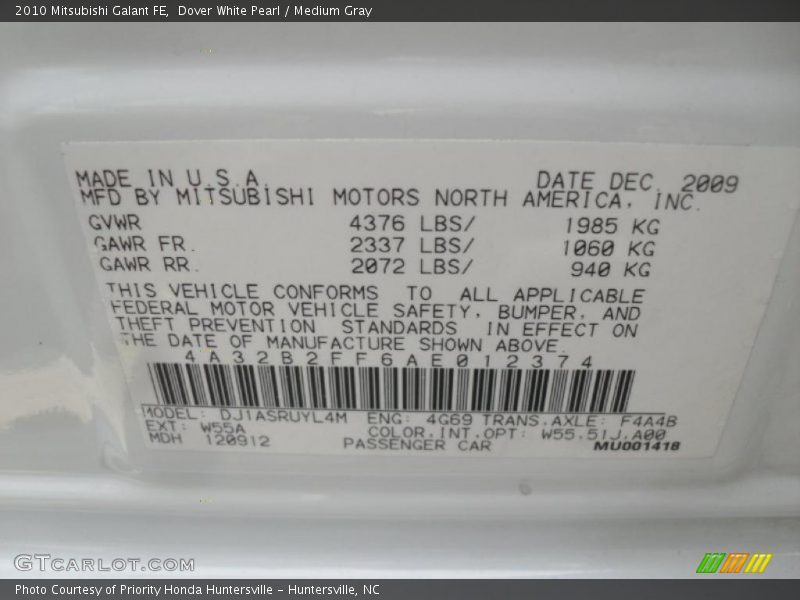 2010 Mitsubishi Galant FE,  Dover White Pearl / Medium Gray
MADE IN U.S.A. DATE DEC, 2009
MFD BY MITSUBISHI MOTORS NORTH AMERICA, INC.
GVWR 4376 LBS/ 1985 KG
GAWR FR. 2337 LBS/ 1060 KG
GAWR RR. 2072 LBS/ 940 KG
THIS VEHICLE CONFORMS TO ALL APPLICABLE
FEDERAL MOTOR VEHICLE SAFETY, BUMPER, AND
THEFT PREVENTION STANDARDS IN EFFECT ON
THE DATE OF MANUFACTURE SHOWN ABOVE.
4A32B2FF6AE012374
MODEL: DJ1ASRUYL4M ENG: 4G69 TRANS.AXLE: F4A4B
EXT: W55A COLOR.INT.OPT: W55.51J.A00
MDH 120912 PASSENGER CAR MU001418
GTCARLOT.COM
Photo Courtesy of Priority Honda Huntersville – Huntersville, NC